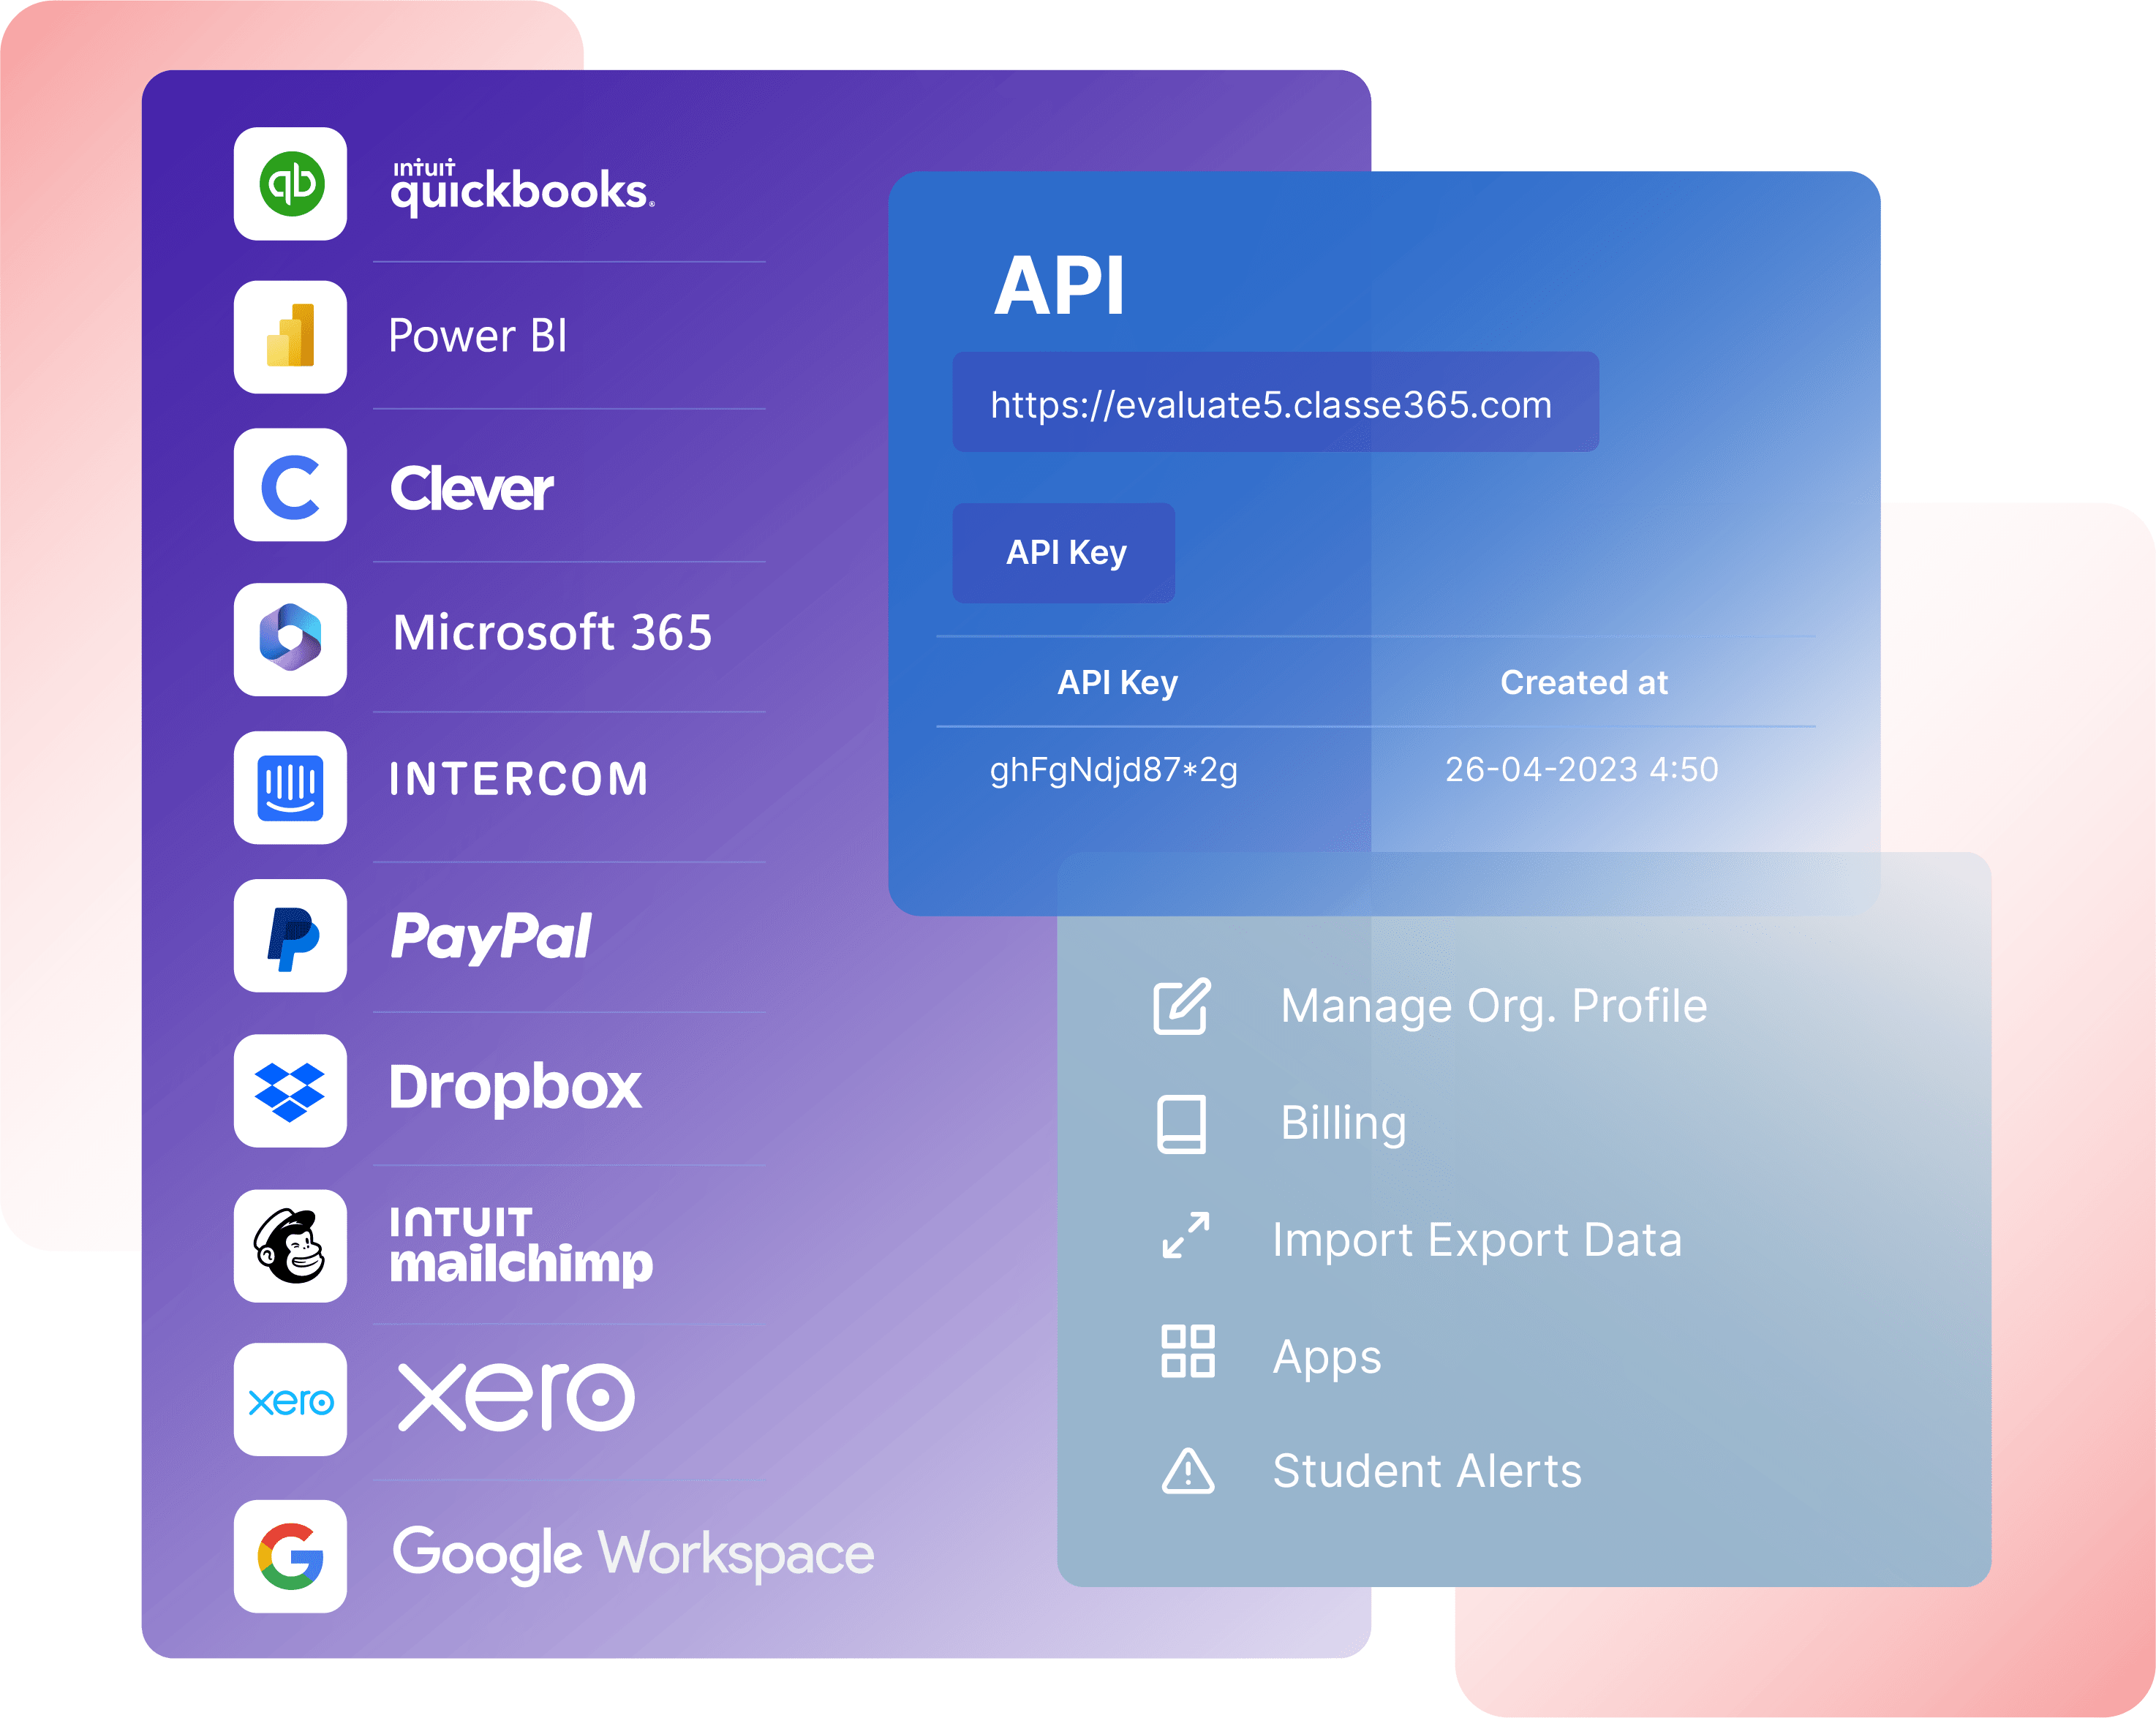 intuit
quickbooks.
Power BI
Clever
Microsoft 365
INTERCOM
PayPal
Dropbox
INTUIT
mailchimp
xero
xero
Google Workspace
API
https://evaluate5.classe365.com
API Key
API Key Created at
ghFgNdjd87*2g 26-04-2023 4:50
Manage Org. Profile
Billing
Import Export Data
Apps
Student Alerts